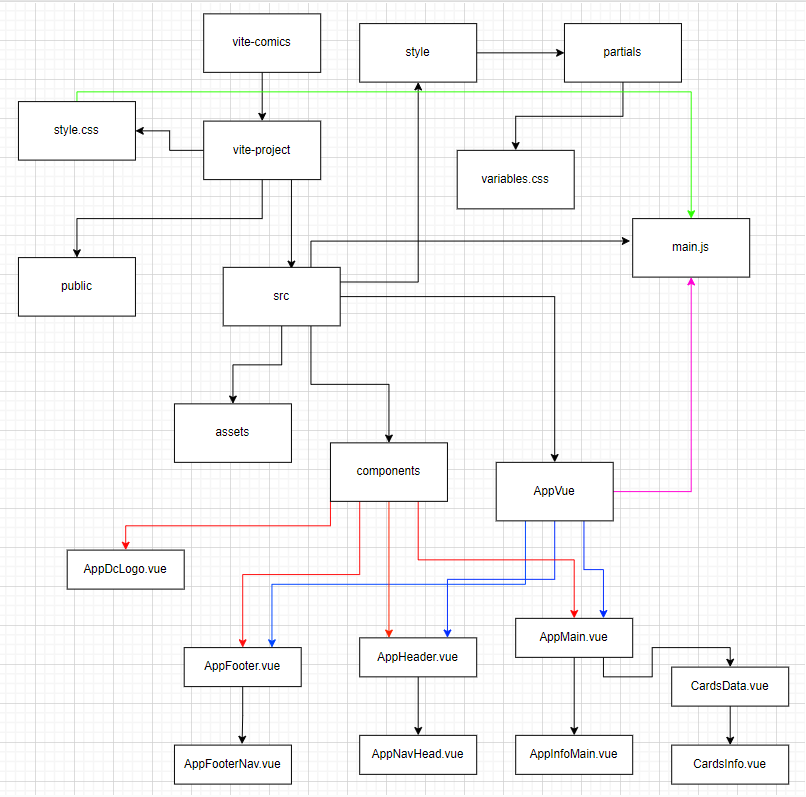 vite-comics
style
partials
style.css
vite-project
variables.css
main.js
public
src
assets
components
AppVue
AppDcLogo.vue
AppFooter.vue
AppHeader.vue
AppMain.vue
CardsData.vue
AppFooterNav.vue
AppNavHead.vue
AppInfoMain.vue
CardsInfo.vue